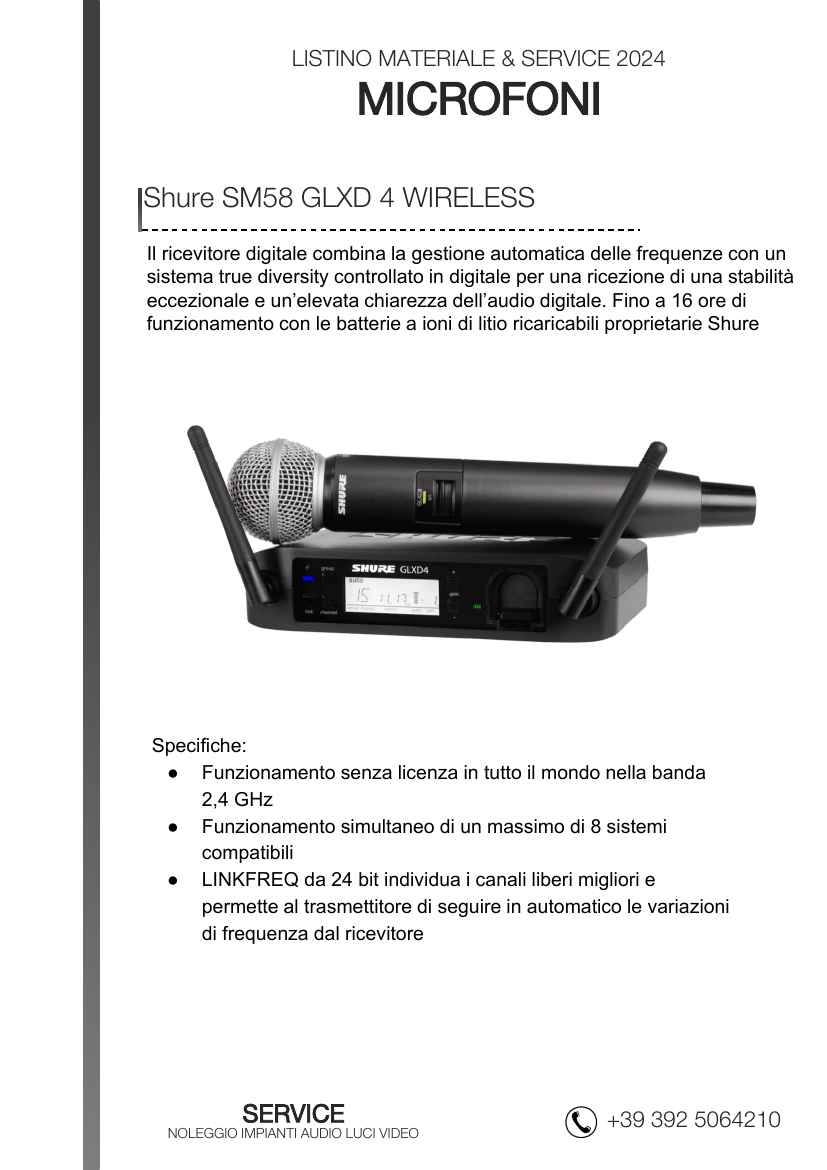 LISTINO MATERIALE & SERVICE 2024
MICROFONI
Shure SM58 GLXD 4 WIRELESS
Il ricevitore digitale combina la gestione automatica delle frequenze con un
sistema true diversity controllato in digitale per una ricezione di una stabilità
eccezionale e un’elevata chiarezza dell’audio digitale. Fino a 16 ore di
funzionamento con le batterie a ioni di litio ricaricabili proprietarie Shure
SHURE
SHURE GLXD4
group
auto
gain
link
channel
Specifiche:
● Funzionamento senza licenza in tutto il mondo nella banda
2,4 GHz
● Funzionamento simultaneo di un massimo di 8 sistemi
compatibili
● LINKFREQ da 24 bit individua i canali liberi migliori e
permette al trasmettitore di seguire in automatico le variazioni
di frequenza dal ricevitore
SERVICE
NOLEGGIO IMPIANTI AUDIO LUCI VIDEO
+39 392 5064210